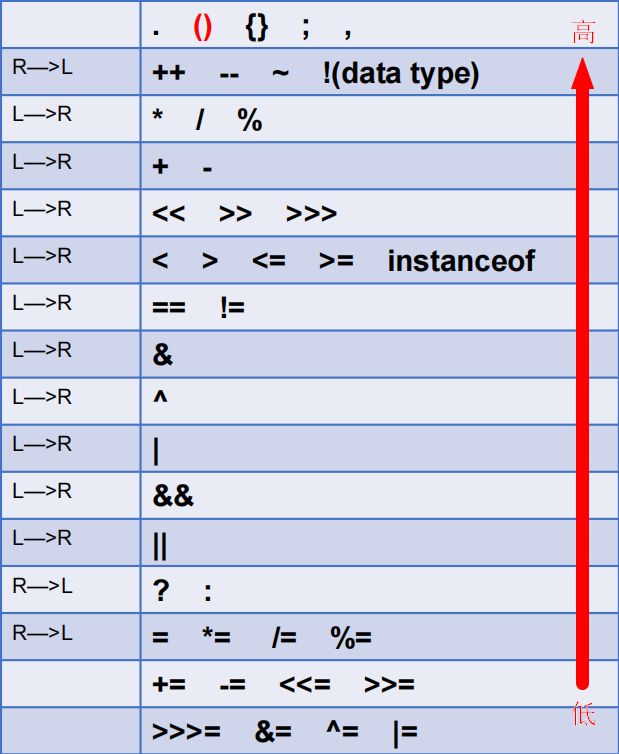 . () {} ; , 高
R—>L ++ -- ~ !(data type)
L—>R * / %
L—>R + -
L—>R << >> >>>
L—>R < > <= >= instanceof
L—>R == !=
L—>R &
L—>R ^
L—>R |
L—>R &&
L—>R ||
R—>L ? :
R—>L = *= /= %=
+= -= <<= >>=
低
>>>= &= ^= |=